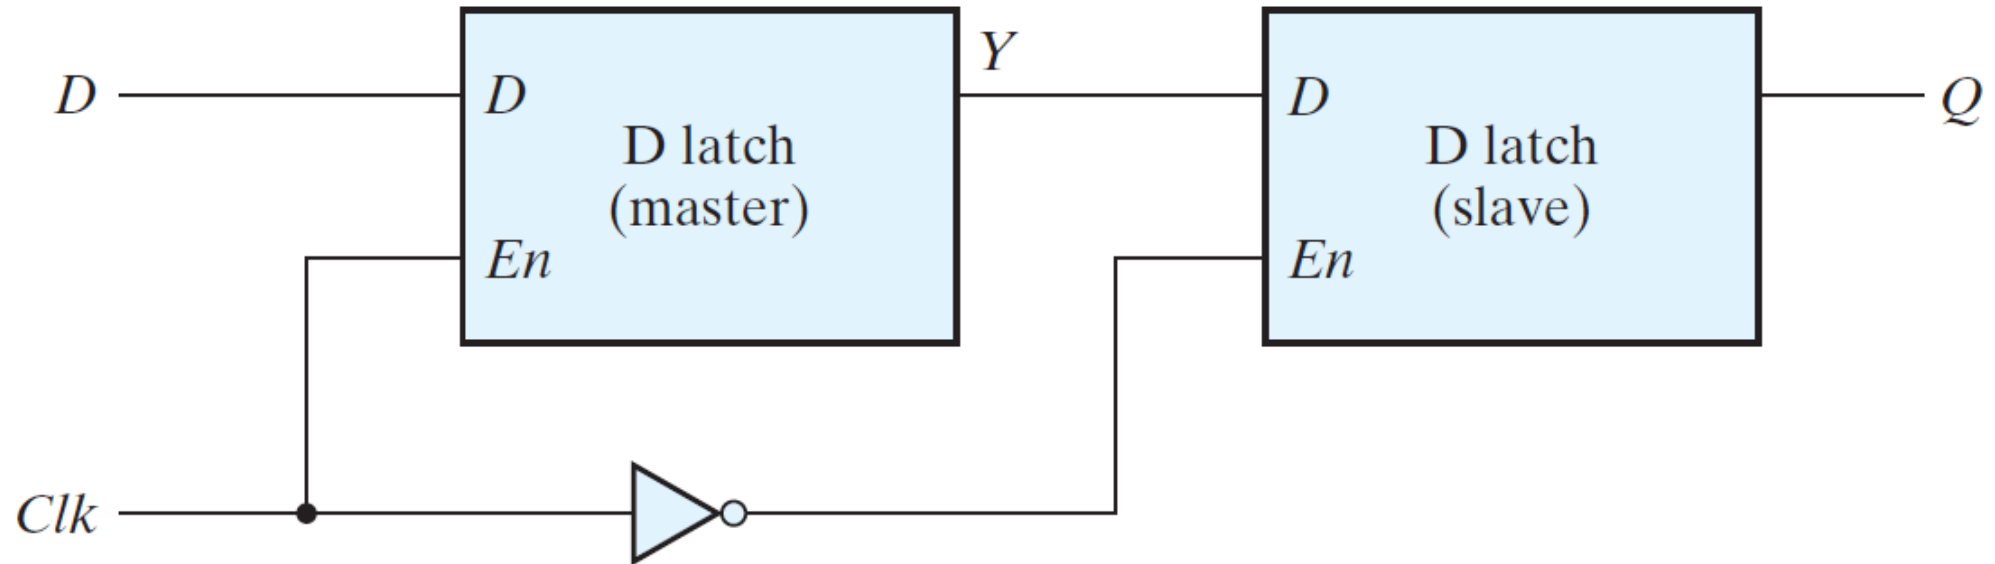 D
D
D latch
(master)
En
Y
D
D latch
(slave)
En
Q
Clk